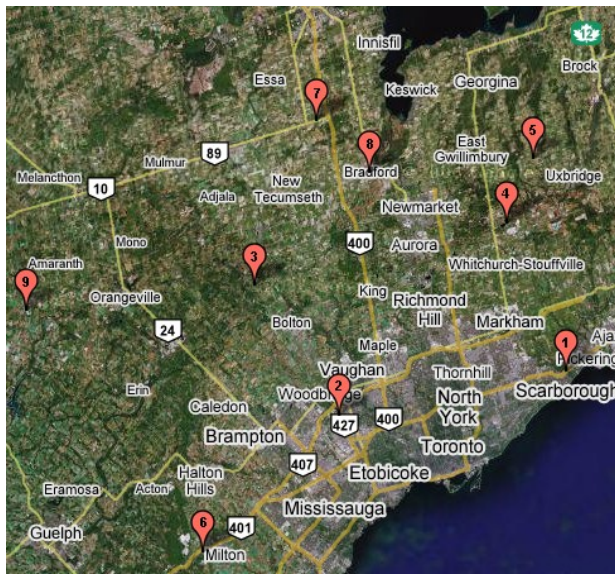 12
Innisfil
Brock
Essa
Keswick
Georgina
7
8
5
East
Gwillimbury
Mulmur
89
Bradford
Melancthon
10
New
Tecumseth
Adjala
Uxbridge
4
Newmarket
Mono
400
Aurora
Amaranth
3
Whitchurch-Stouffville
9
Orangeville
King
Richmond
Hill
Markham
24
Bolton
Maple
1
Ajax
Pickering
Vaughan
Thornhill
Erin
2
Woodbridge
Scarborough
Caledon
North
York
427
400
Brampton
Toronto
407
Etobicoke
Halton
Hills
Eramosa
Acton
Mississauga
Guelph
6
401
Milton